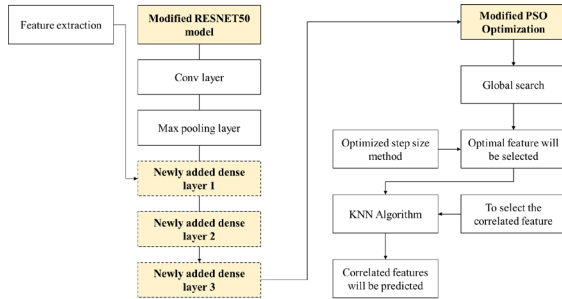 Feature extraction
Modified RESNET50
model
Conv layer
Max pooling layer
Newly added dense
layer 1
Newly added dense
layer 2
Newly added dense
layer 3
Modified PSO
Optimization
Global search
Optimized step size
method
Optimal feature will
be selected
KNN Algorithm
To select the
correlated feature
Correlated features
will be predicted